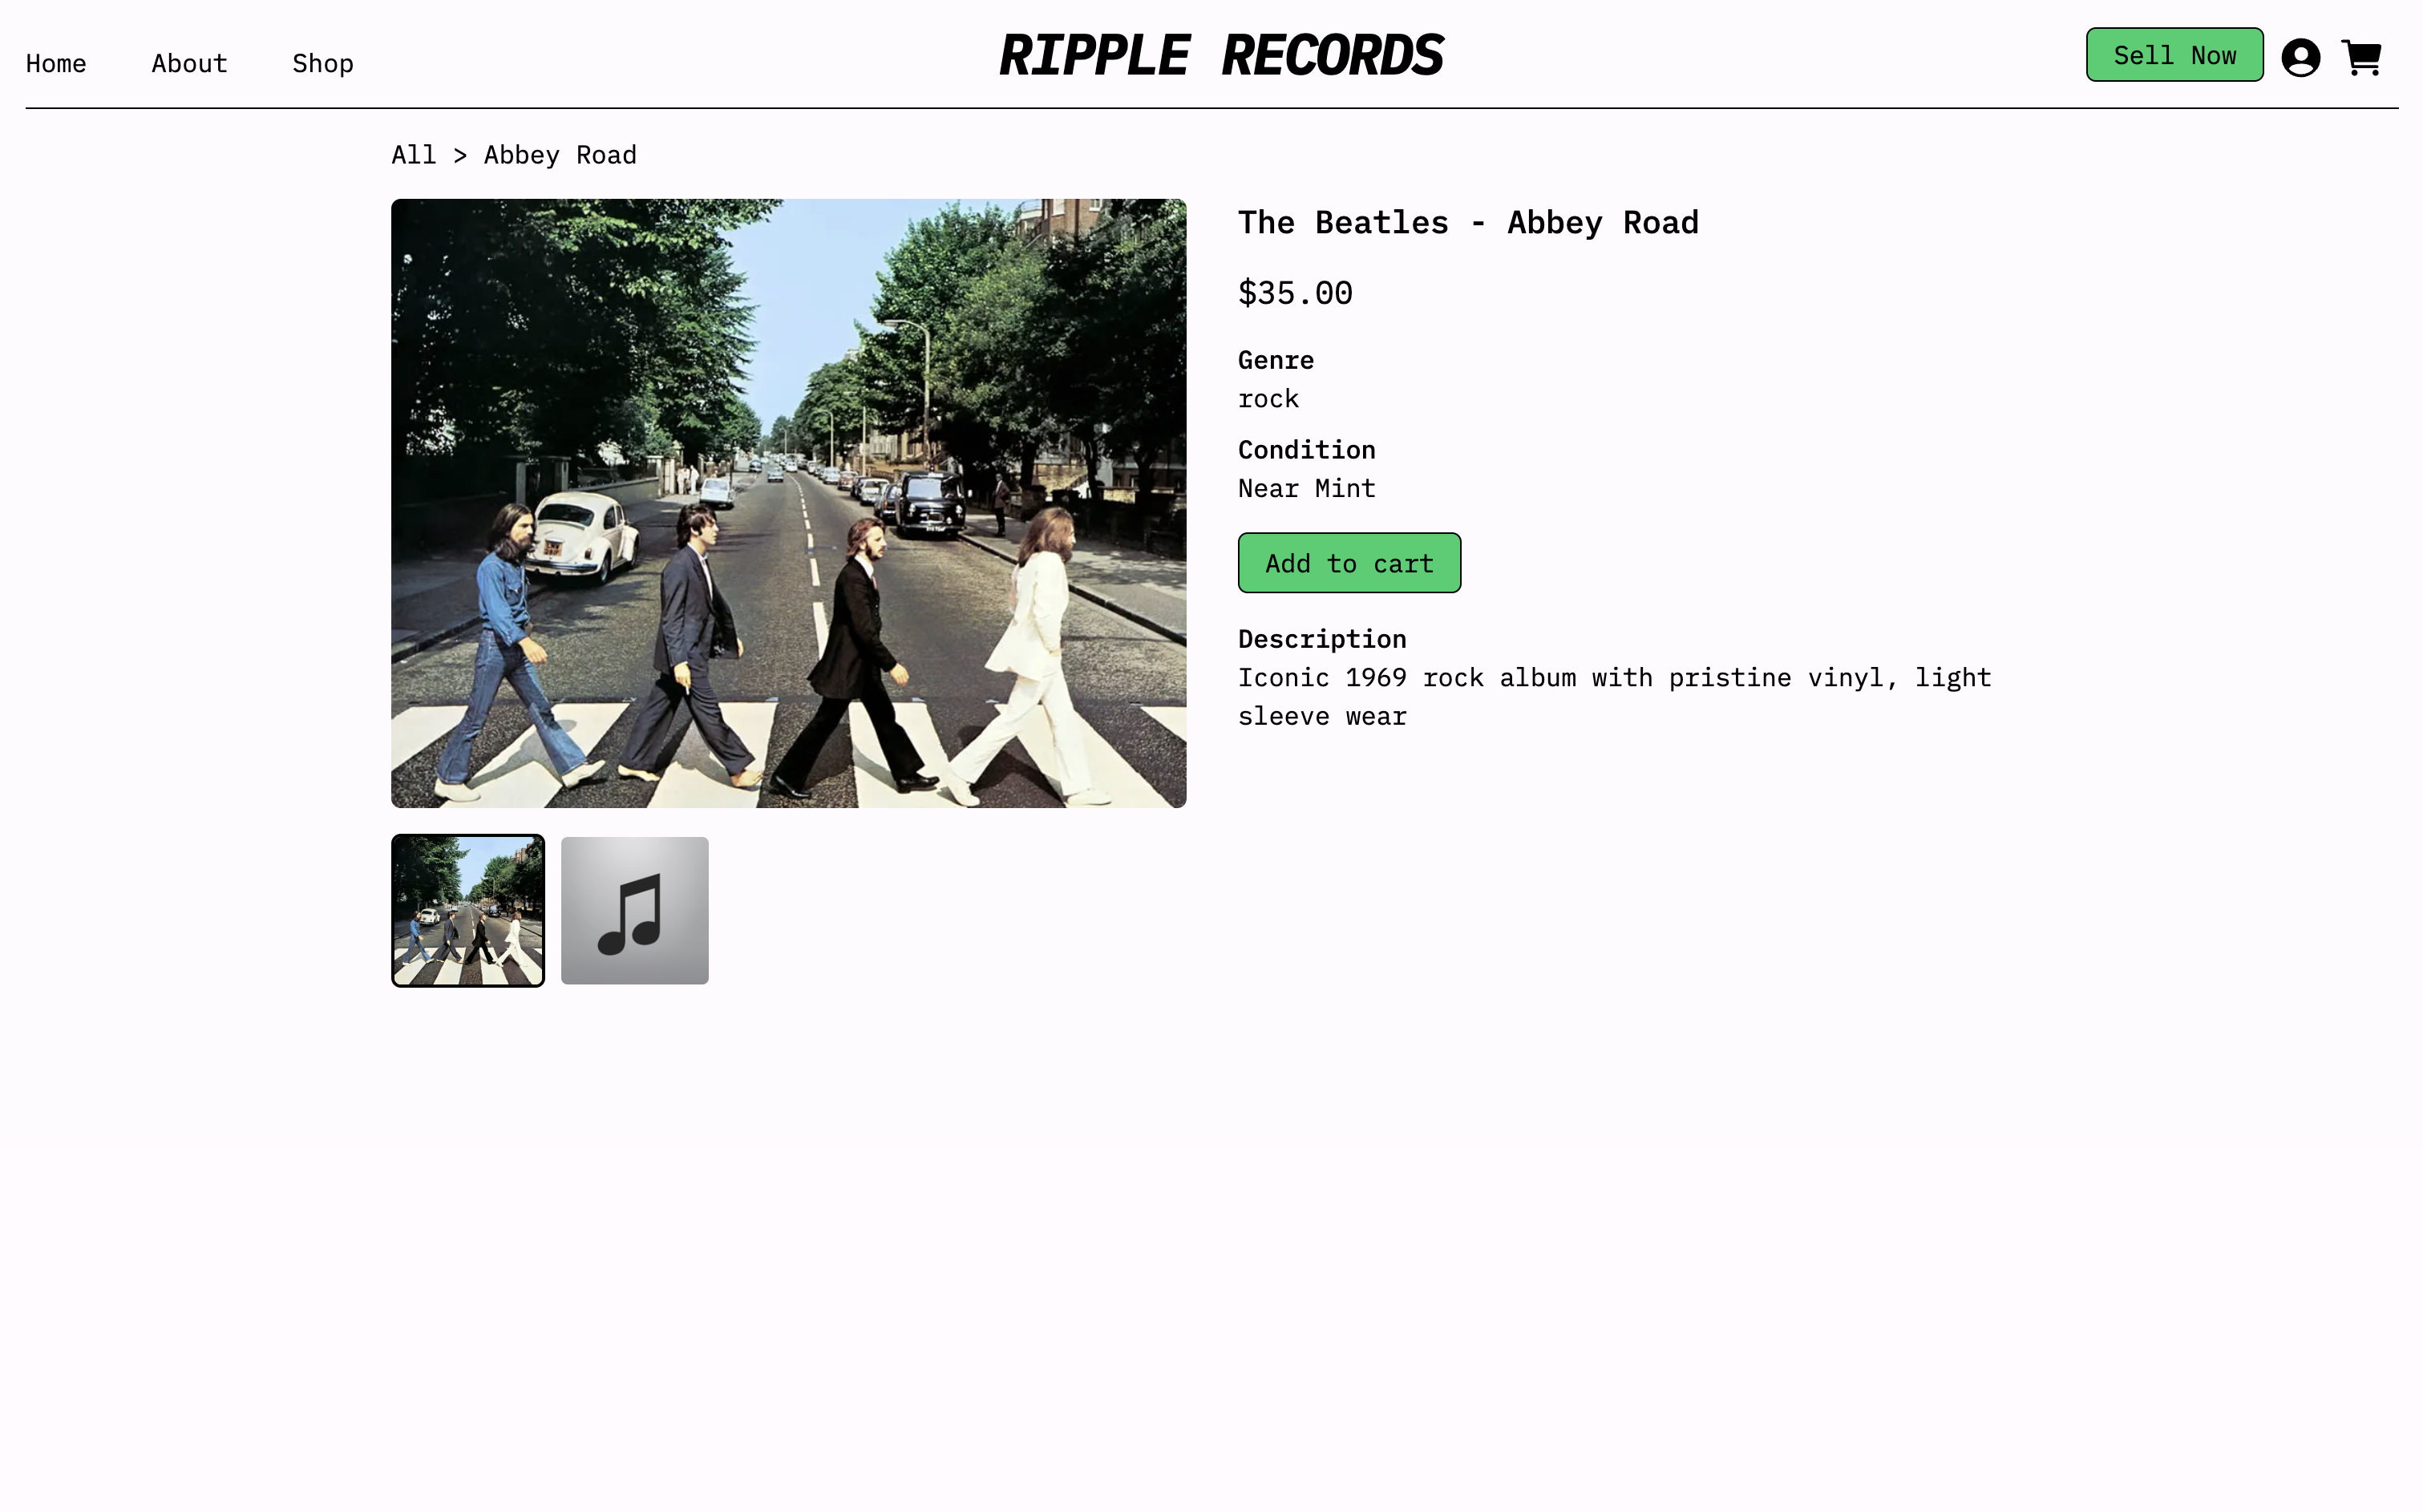 Home About Shop
RIPPLE RECORDS
Sell Now
All > Abbey Road
The Beatles - Abbey Road
$35.00
Genre
rock
Condition
Near Mint
Add to cart
Description
Iconic 1969 rock album with pristine vinyl, light
sleeve wear